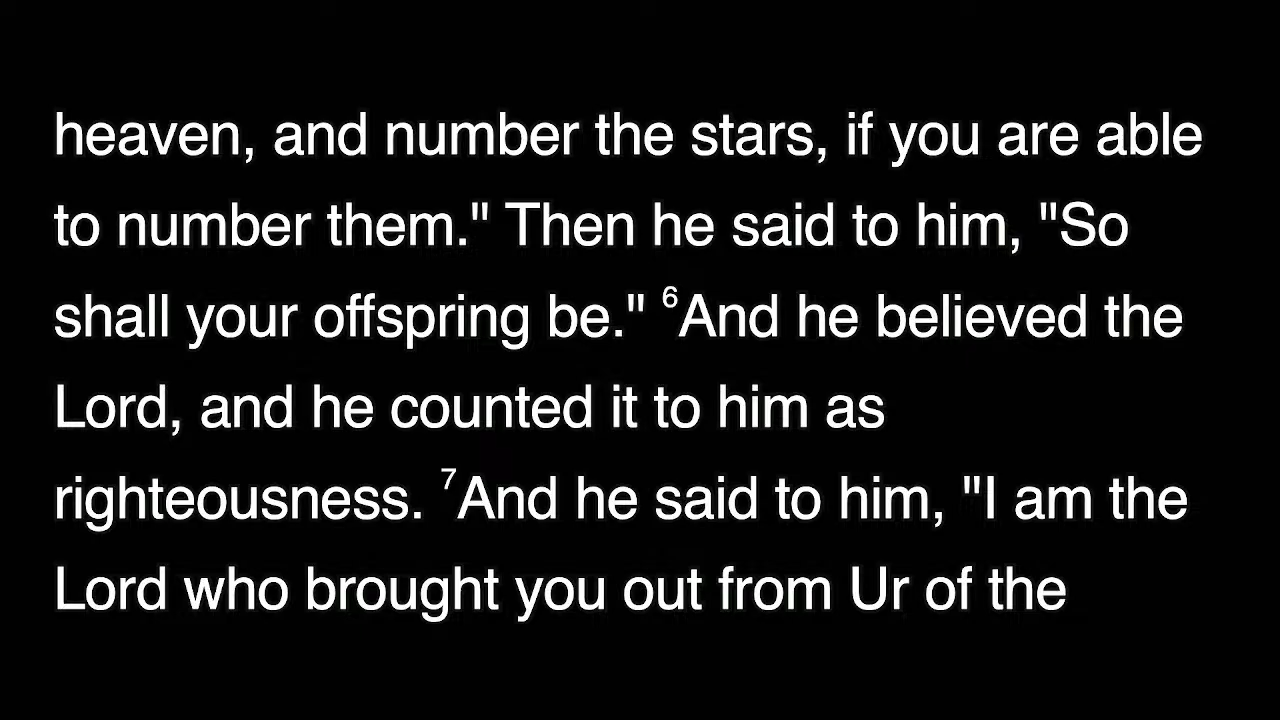 heaven, and number the stars, if you are able
to number them." Then he said to him, "So
shall your offspring be." 6And he believed the
Lord, and he counted it to him as
righteousness. 7And he said to him, "I am the
Lord who brought you out from Ur of the